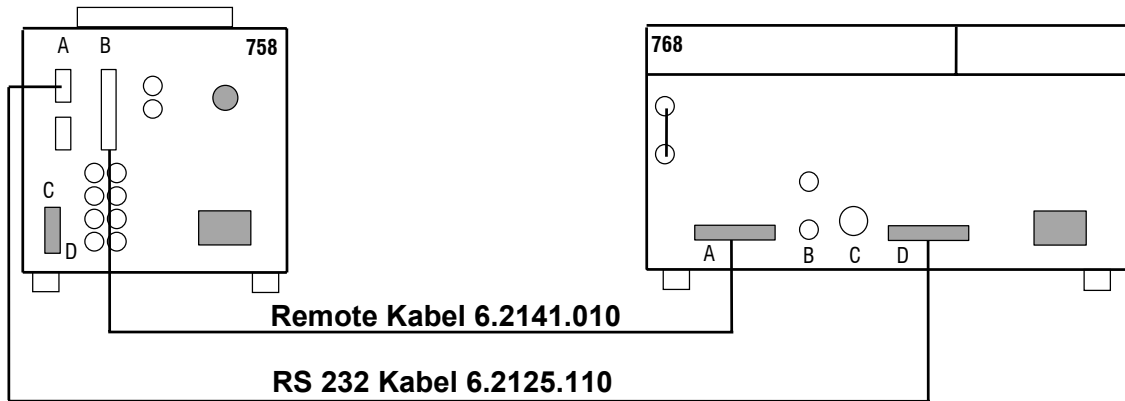 A B 758
768
C
D
A B C D
Remote Kabel 6.2141.010
RS 232 Kabel 6.2125.110